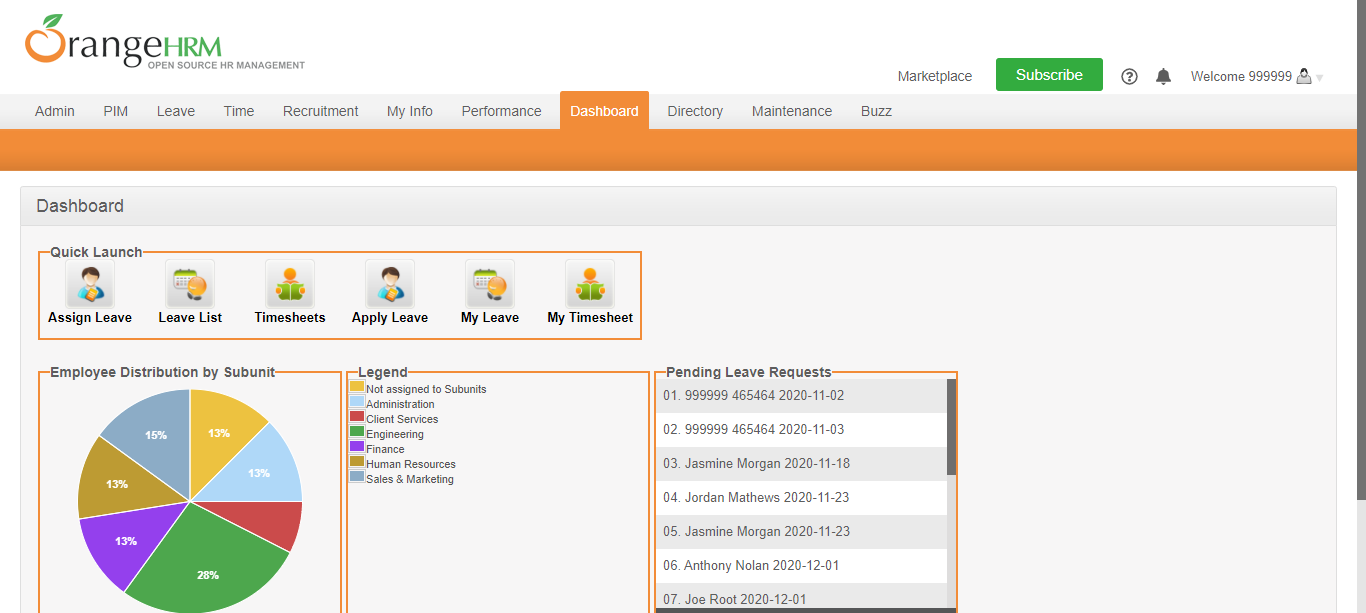 OrangeHRM
OPEN SOURCE HR MANAGEMENT
Marketplace Subscribe Welcome 999999
Admin PIM Leave Time Recruitment My Info Performance Dashboard Directory Maintenance Buzz
Dashboard
Quick Launch
Assign Leave Leave List Timesheets Apply Leave My Leave My Timesheet
Employee Distribution by Subunit
13%
13%
28%
13%
13%
15%
Legend
Not assigned to Subunits
Administration
Client Services
Engineering
Finance
Human Resources
Sales & Marketing
Pending Leave Requests
01. 999999 465464 2020-11-02
02. 999999 465464 2020-11-03
03. Jasmine Morgan 2020-11-18
04. Jordan Mathews 2020-11-23
05. Jasmine Morgan 2020-11-23
06. Anthony Nolan 2020-12-01
07. Joe Root 2020-12-01